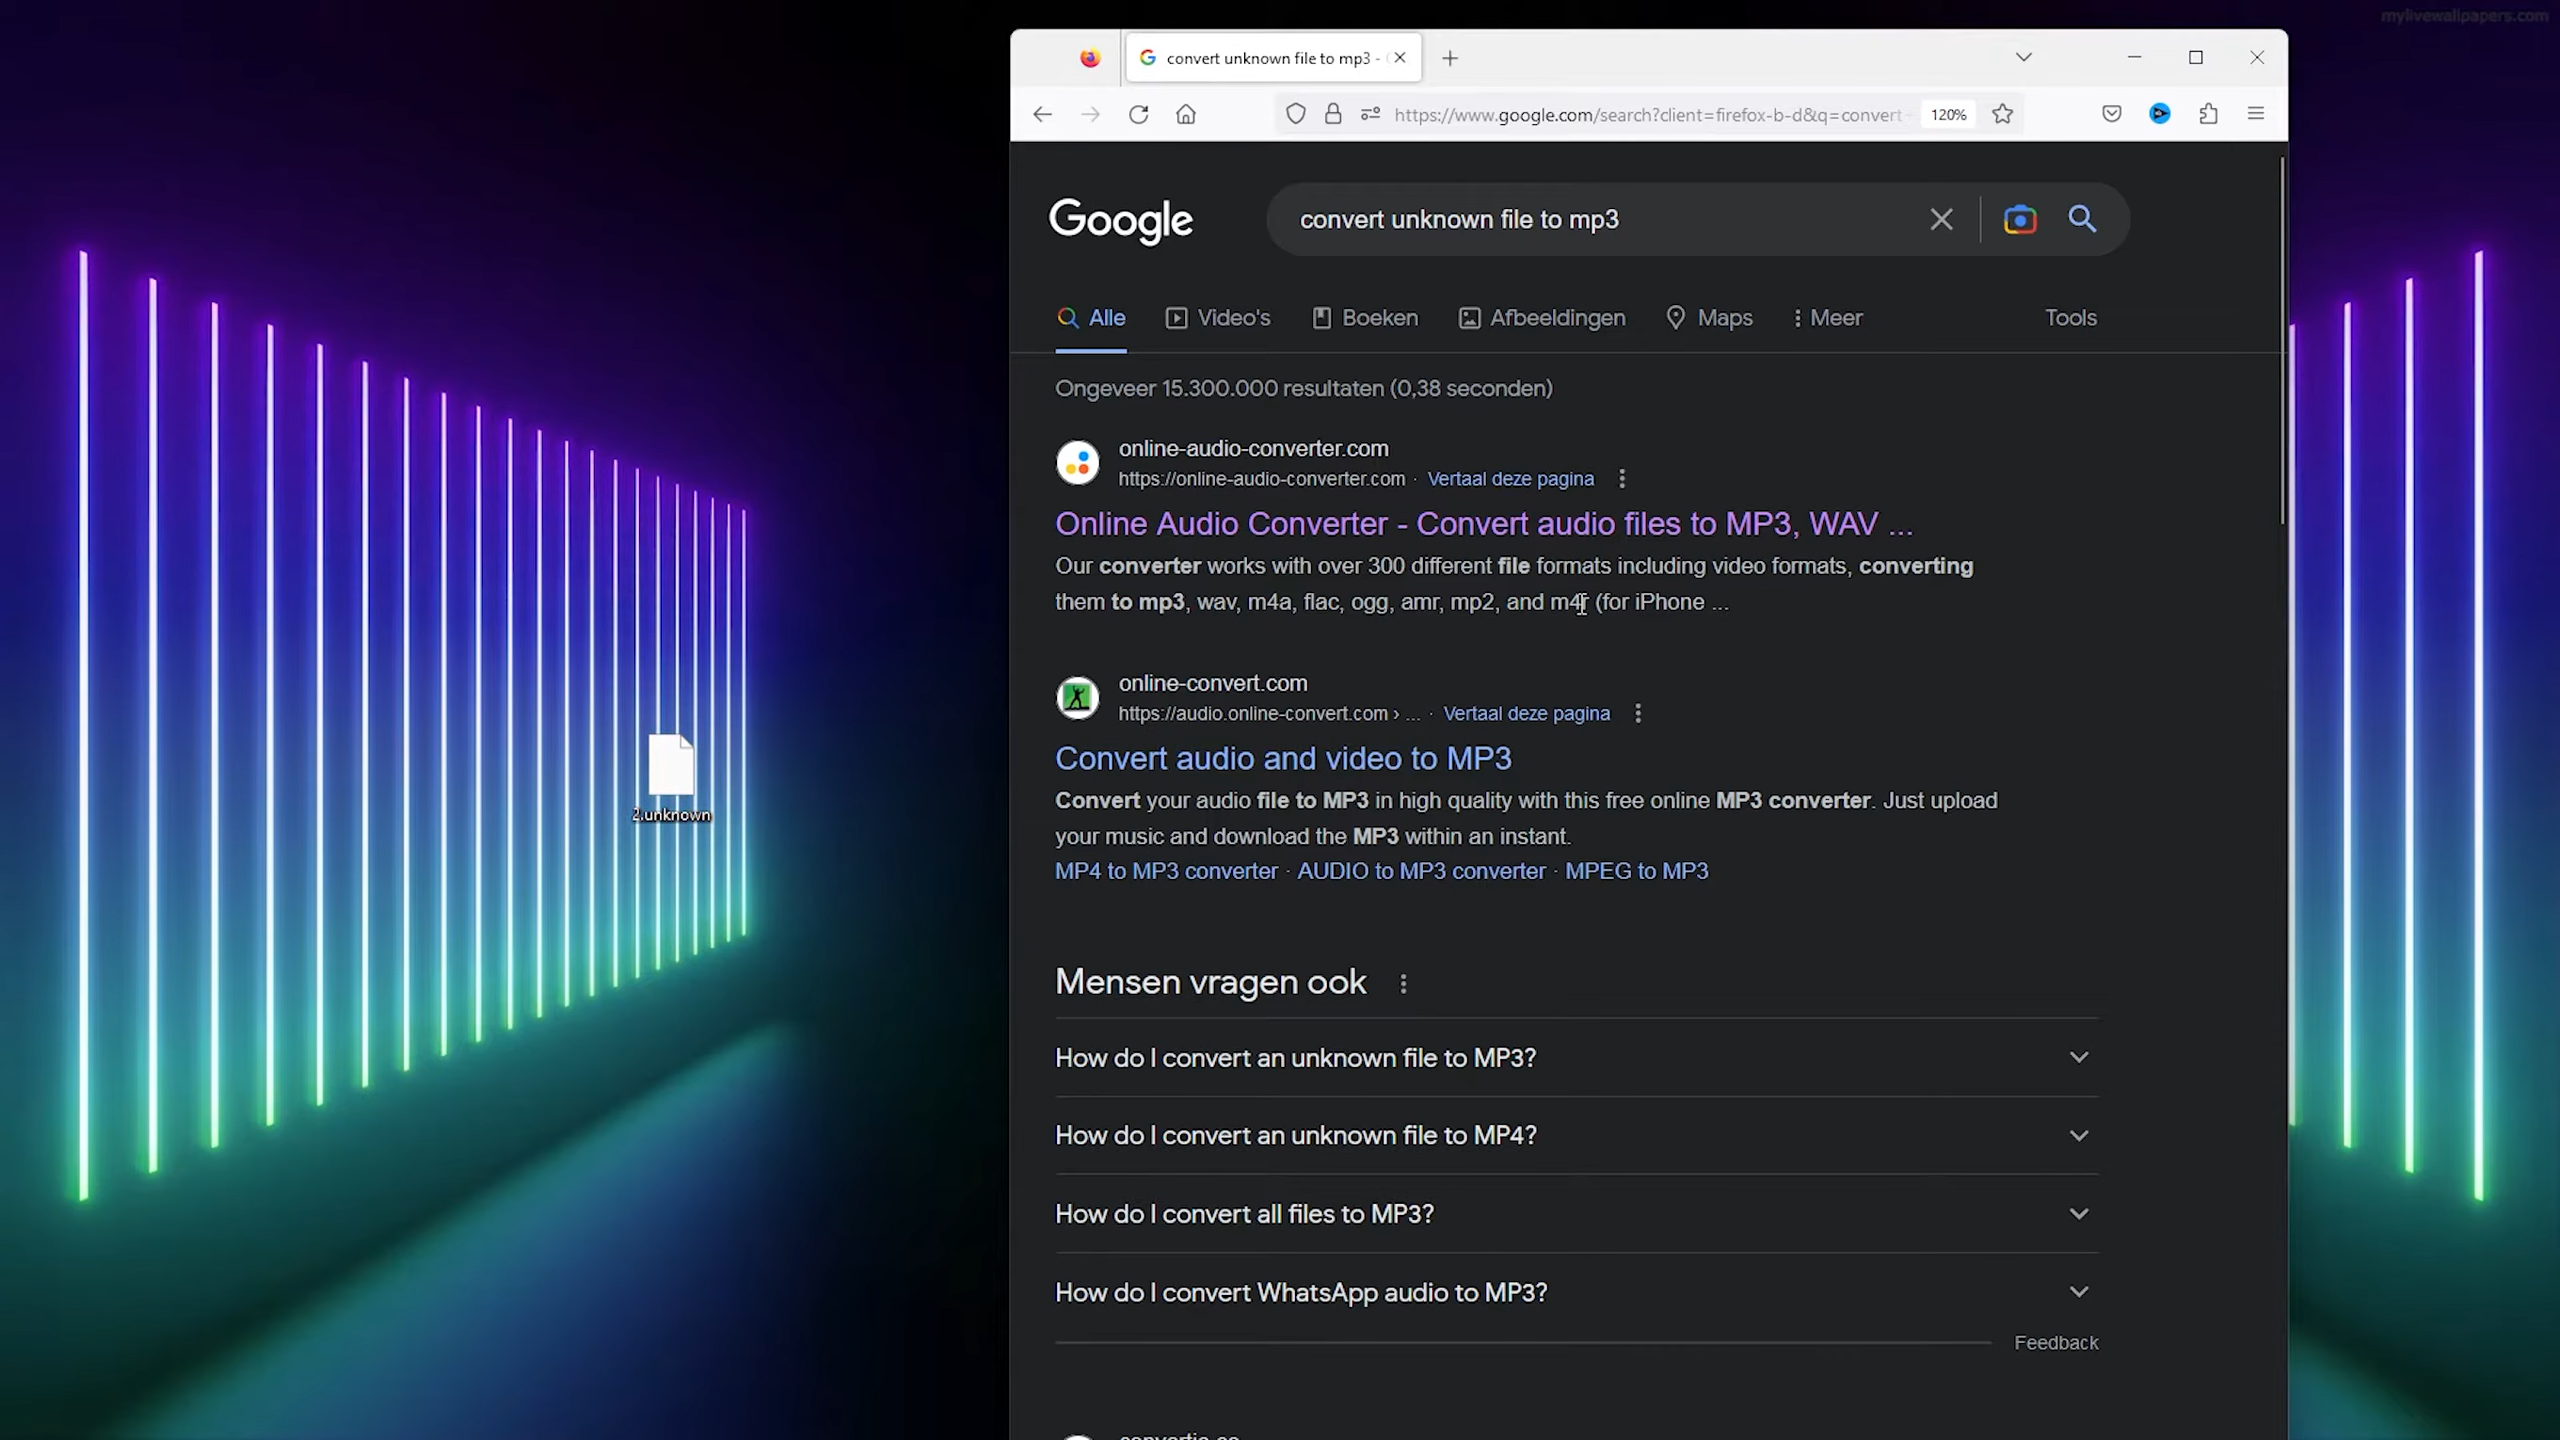 mylivewallpapers.com
convert unknown file to mp3 -
https://www.google.com/search?client=firefox-b-d&q=convert
120%
Google
convert unknown file to mp3
Alle
Video's
Boeken
Afbeeldingen
Maps
Meer
Tools
Ongeveer 15.300.000 resultaten (0,38 seconden)
online-audio-converter.com
https://online-audio-converter.com · Vertaal deze pagina
Online Audio Converter - Convert audio files to MP3, WAV ...
Our converter works with over 300 different file formats including video formats, converting
them to mp3, wav, m4a, flac, ogg, amr, mp2, and m4r (for iPhone ...
online-convert.com
https://audio.online-convert.com › ... · Vertaal deze pagina
Convert audio and video to MP3
Convert your audio file to MP3 in high quality with this free online MP3 converter. Just upload
your music and download the MP3 within an instant.
MP4 to MP3 converter · AUDIO to MP3 converter · MPEG to MP3
2.unknown
Mensen vragen ook
How do I convert an unknown file to MP3?
How do I convert an unknown file to MP4?
How do I convert all files to MP3?
How do I convert WhatsApp audio to MP3?
Feedback